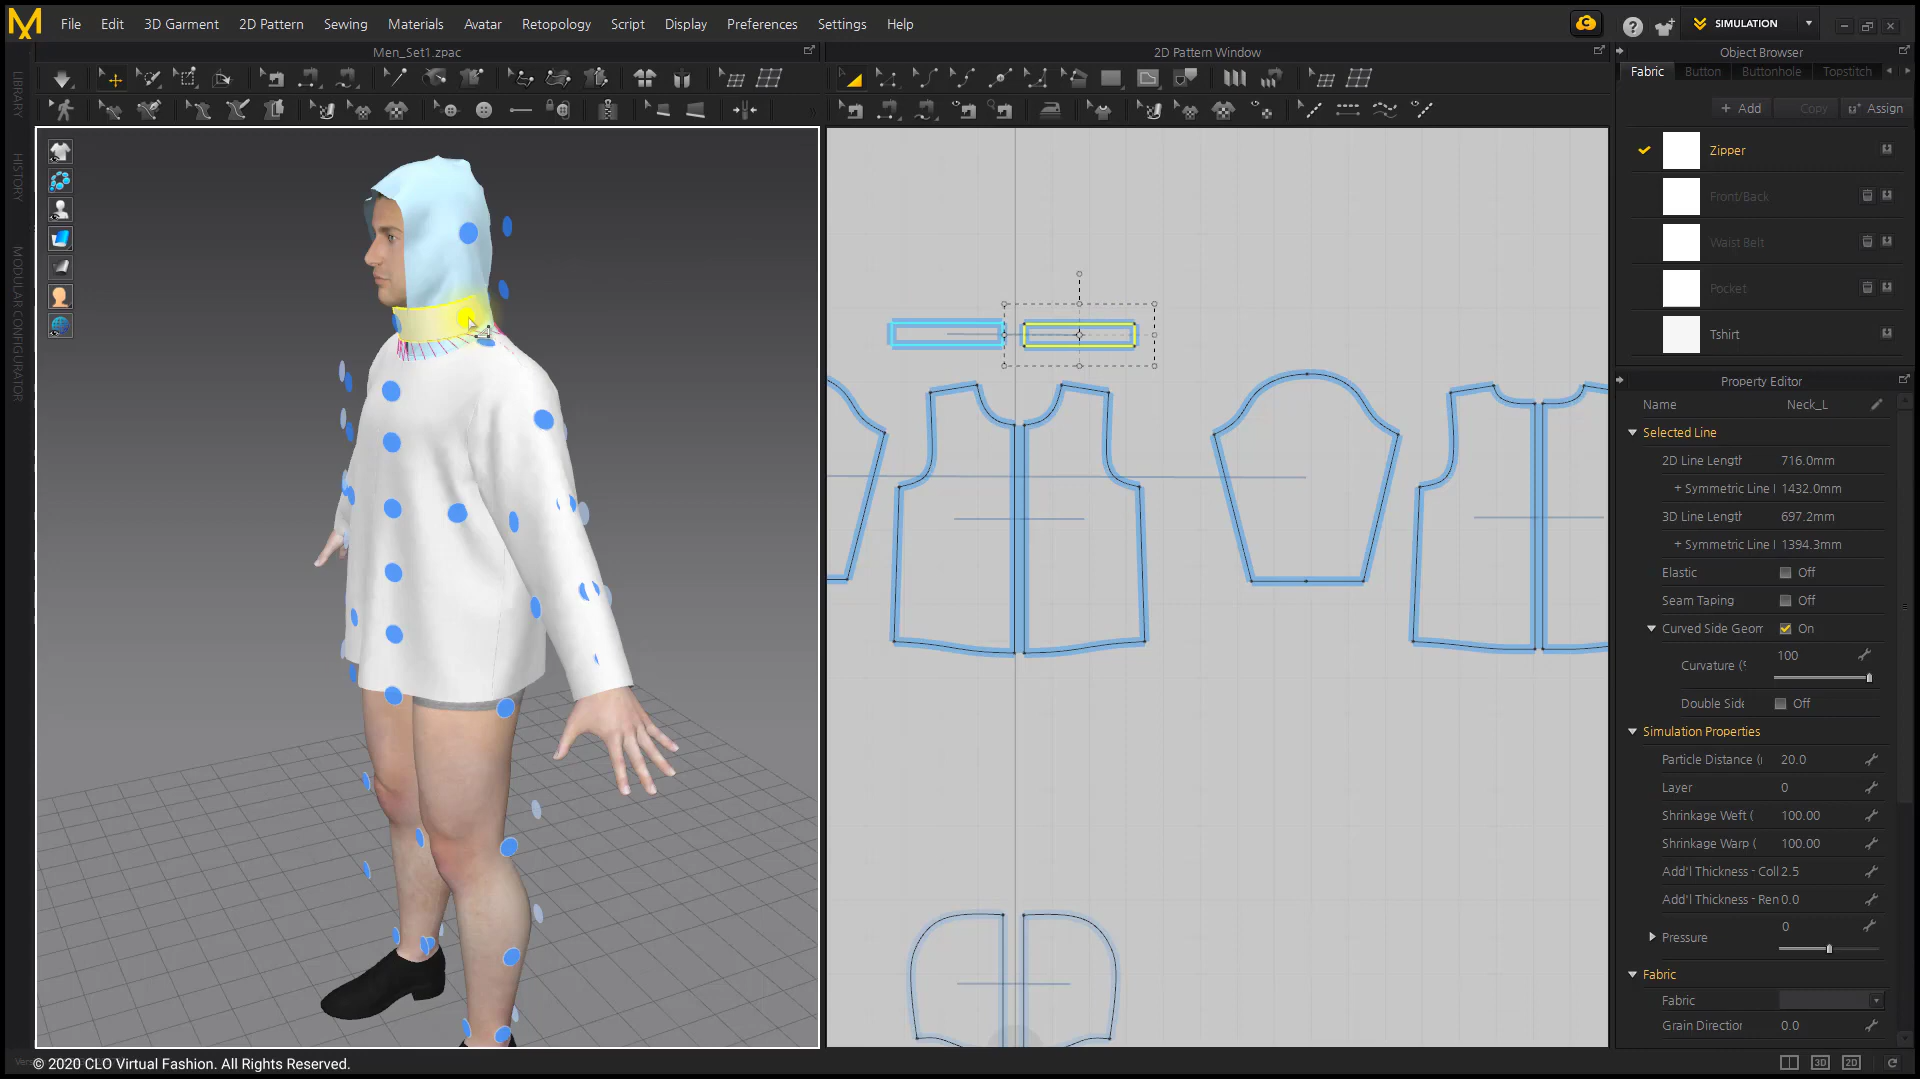 File Edit 3D Garment 2D Pattern Sewing Materials Avatar Retopology Script Display Preferences Settings Help
SIMULATION
Men_Set1.zpac
2D Pattern Window
Object Browser
Fabric Button Buttonhole Topstitch
+ Add Copy Assign
LIBRARY
HISTORY
MODULAR CONFIGURATOR
Zipper
Front/Back
Waist Belt
Pocket
Tshirt
Property Editor
Name Neck_L
Selected Line
2D Line Length 716.0mm
+ Symmetric Line l 1432.0mm
3D Line Length 697.2mm
+ Symmetric Line l 1394.3mm
Elastic Off
Seam Taping Off
Curved Side Geom On
Curvature (% 100
Double Side Off
Simulation Properties
Particle Distance (r 20.0
Layer 0
Shrinkage Weft ( 100.00
Shrinkage Warp ( 100.00
Add'l Thickness - Coll 2.5
Add'l Thickness - Ren 0.0
Pressure 0
Fabric
Fabric
Grain Direction 0.0
© 2020 CLO Virtual Fashion. All Rights Reserved.
3D 2D